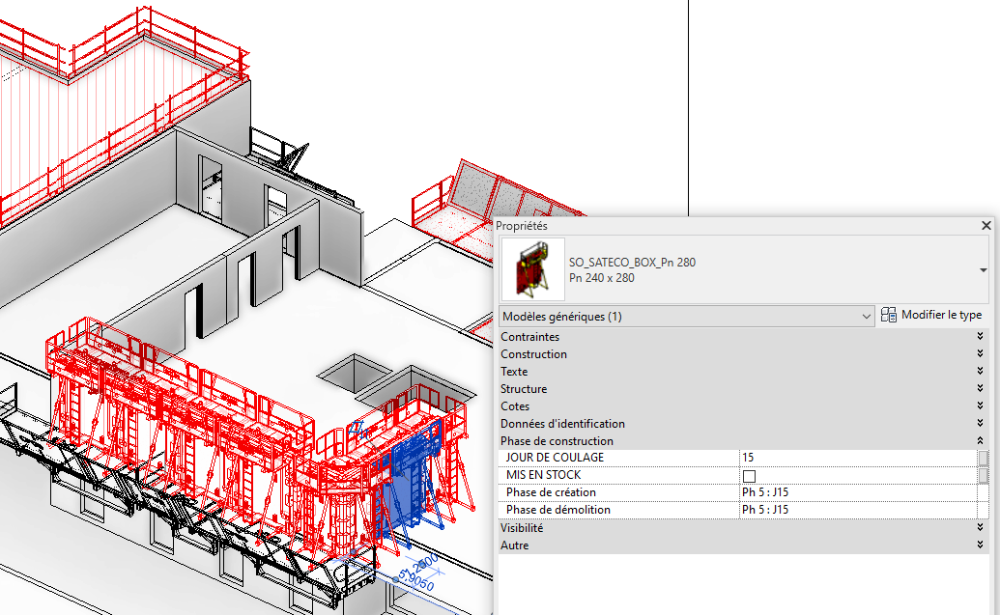 Propriétés
SO_SATECO_BOX_Pn 280
Pn 240 x 280
Modèles génériques (1)
Modifier le type
Contraintes
Construction
Texte
Structure
Cotes
Données d'identification
Phase de construction
JOUR DE COULAGE 15
MIS EN STOCK
Phase de création Ph 5 : J15
Phase de démolition Ph 5 : J15
Visibilité
Autre